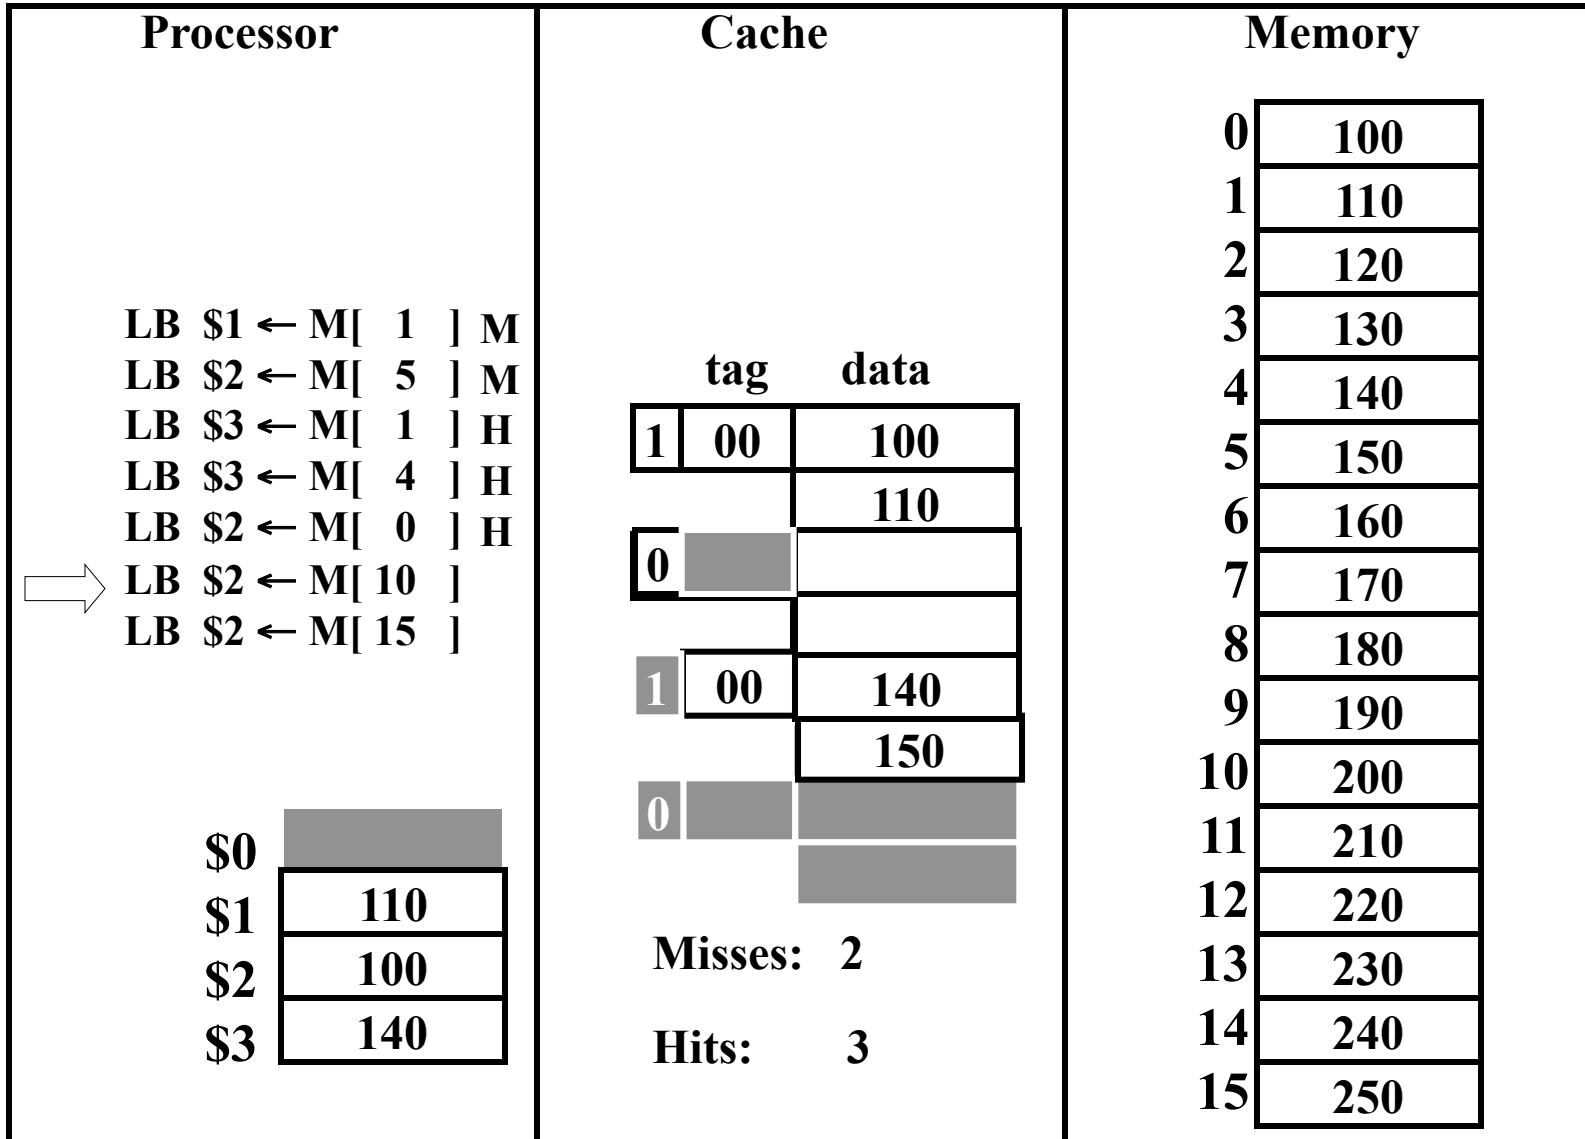 Processor
LB $1 ← M[ 1 ] M
LB $2 ← M[ 5 ] M
LB $3 ← M[ 1 ] H
LB $3 ← M[ 4 ] H
LB $2 ← M[ 0 ] H
LB $2 ← M[ 10 ]
LB $2 ← M[ 15 ]
$0
$1 110
$2 100
$3 140
Cache
tag data
1 00 100
110
0
1 00 140
150
0
Misses: 2
Hits: 3
Memory
0 100
1 110
2 120
3 130
4 140
5 150
6 160
7 170
8 180
9 190
10 200
11 210
12 220
13 230
14 240
15 250